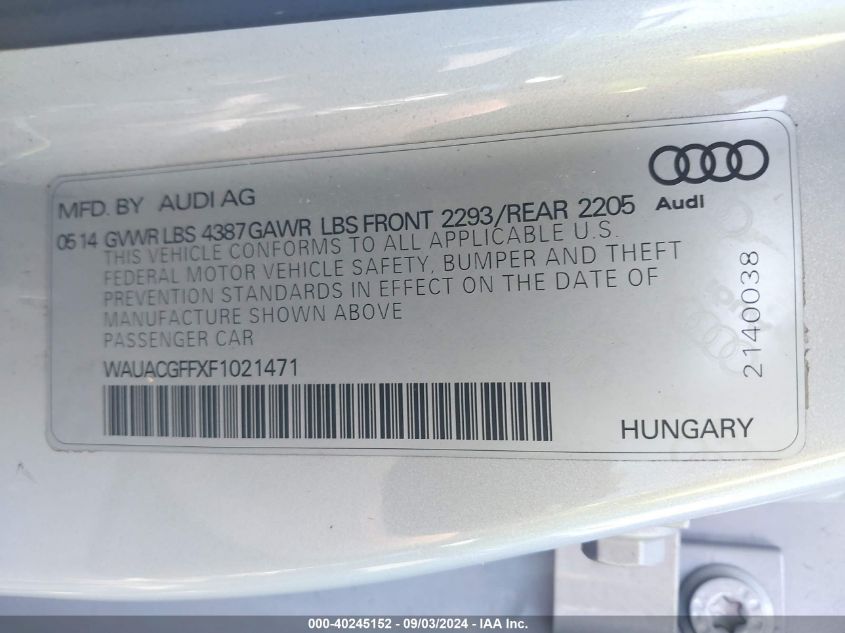 MFD. BY AUDI AG
Audi
0514 GVWR LBS 4387 GAWR LBS FRONT 2293/REAR 2205
THIS VEHICLE CONFORMS TO ALL APPLICABLE U.S.
FEDERAL MOTOR VEHICLE SAFETY, BUMPER AND THEFT
PREVENTION STANDARDS IN EFFECT ON THE DATE OF
MANUFACTURE SHOWN ABOVE
PASSENGER CAR
WAUACGFFXF1021471
HUNGARY
2140038
000-40245152 - 09/03/2024 - IAA Inc.